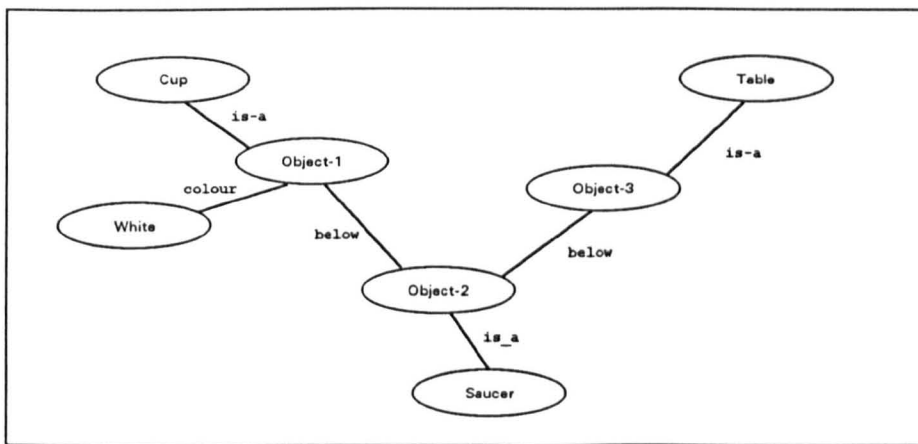 Cup
Table
is-a
is-a
Object-1
colour
Object-3
White
below
below
Object-2
is_a
Saucer